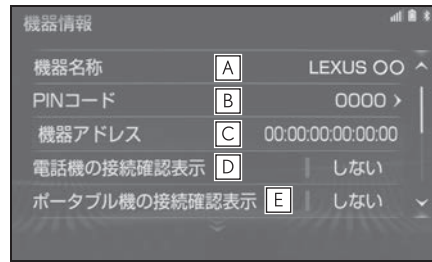 機器情報
機器名称 A LEXUS ○○
PINコード B 0000 >
機器アドレス C 00:00:00:00:00:00
電話機の接続確認表示 D しない
ポータブル機の接続確認表示 E しない